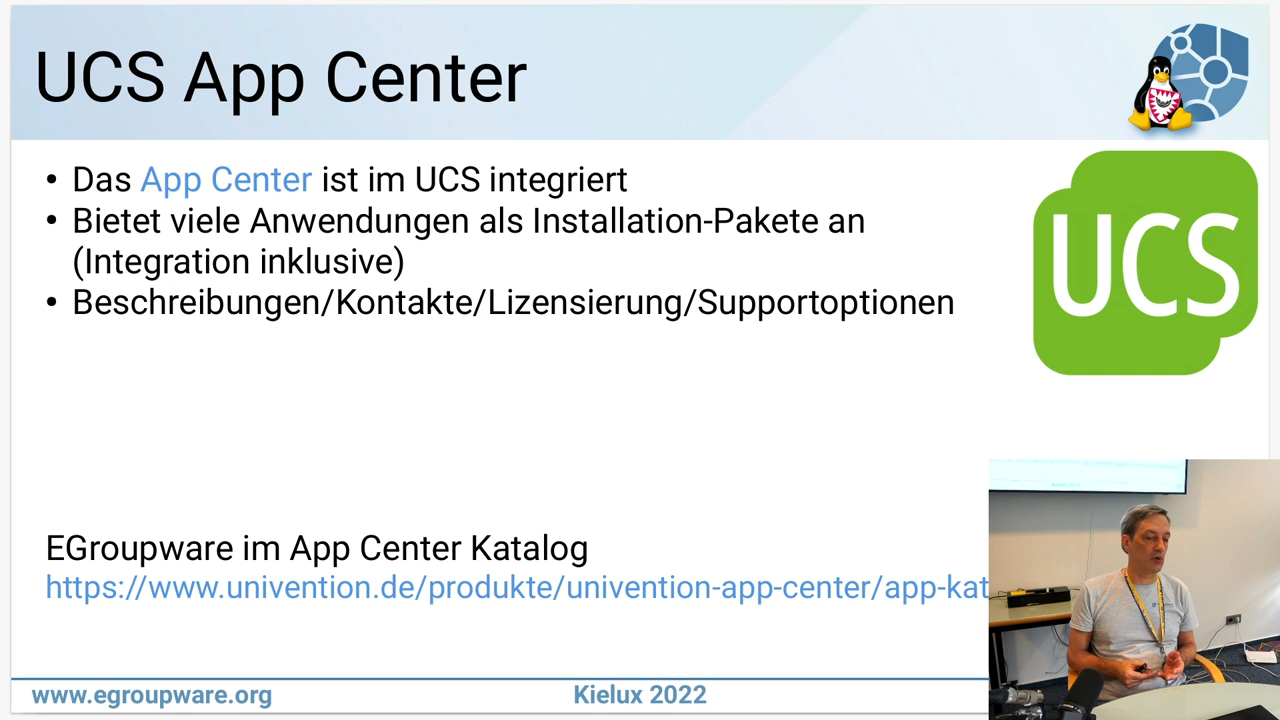 UCS App Center
Das App Center ist im UCS integriert
Bietet viele Anwendungen als Installation-Pakete an
(Integration inklusive)
Beschreibungen/Kontakte/Lizensierung/Supportoptionen
UCS
EGroupware im App Center Katalog
https://www.univention.de/produkte/univention-app-center/app-kat
www.egroupware.org
Kielux 2022